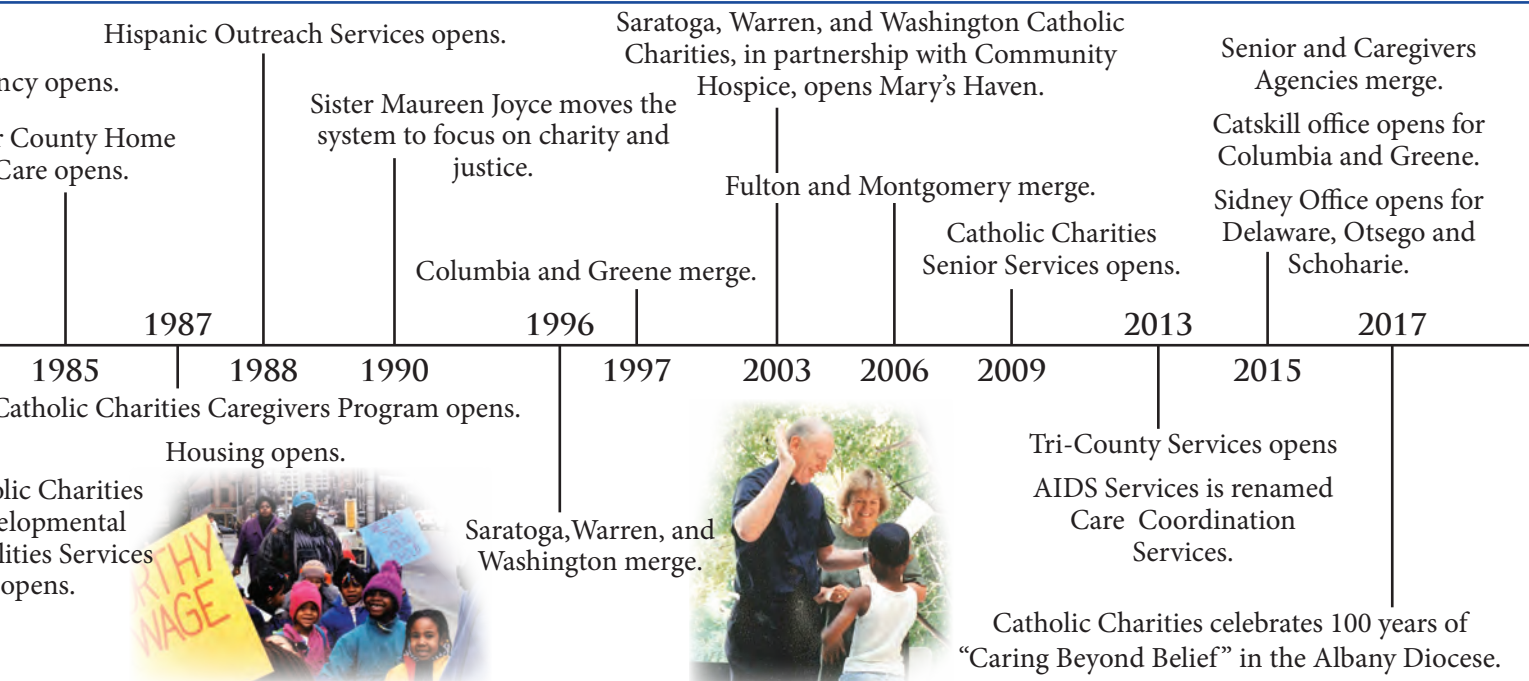 Hispanic Outreach Services opens.
ncy opens.
r County Home
Care opens.
Sister Maureen Joyce moves the
system to focus on charity and
justice.
Saratoga, Warren, and Washington Catholic
Charities, in partnership with Community
Hospice, opens Mary's Haven.
Fulton and Montgomery merge.
Columbia and Greene merge.
Catholic Charities
Senior Services opens.
Senior and Caregivers
Agencies merge.
Catskill office opens for
Columbia and Greene.
Sidney Office opens for
Delaware, Otsego and
Schoharie.
1987
1996
2013
2017
1985
1988
1990
1997
2003
2006
2009
2015
Catholic Charities Caregivers Program opens.
Housing opens.
olic Charities
elopmental
lities Services
opens.
RTHY
WAGE
Saratoga,Warren, and
Washington merge.
Tri-County Services opens
AIDS Services is renamed
Care Coordination
Services.
Catholic Charities celebrates 100 years of
“Caring Beyond Belief” in the Albany Diocese.